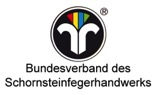 ®
Bundesverband des
Schornsteinfegerhandwerks